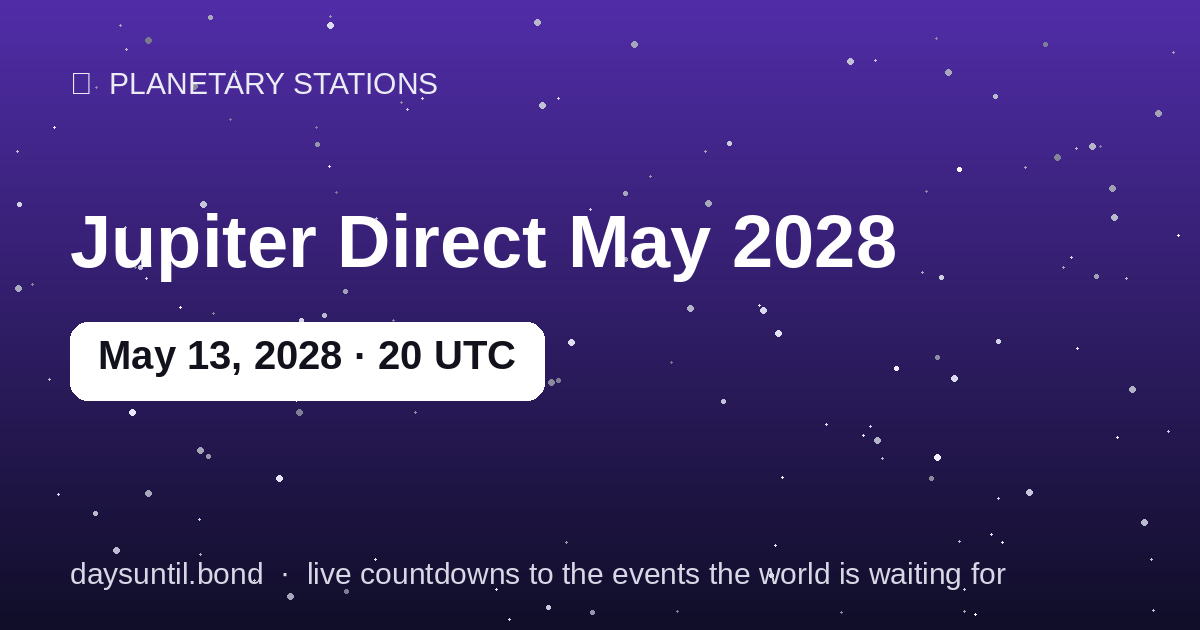 PLANETARY STATIONS
Jupiter Direct May 2028
May 13, 2028 · 20 UTC
daysuntil.bond · live countdowns to the events the world is waiting for